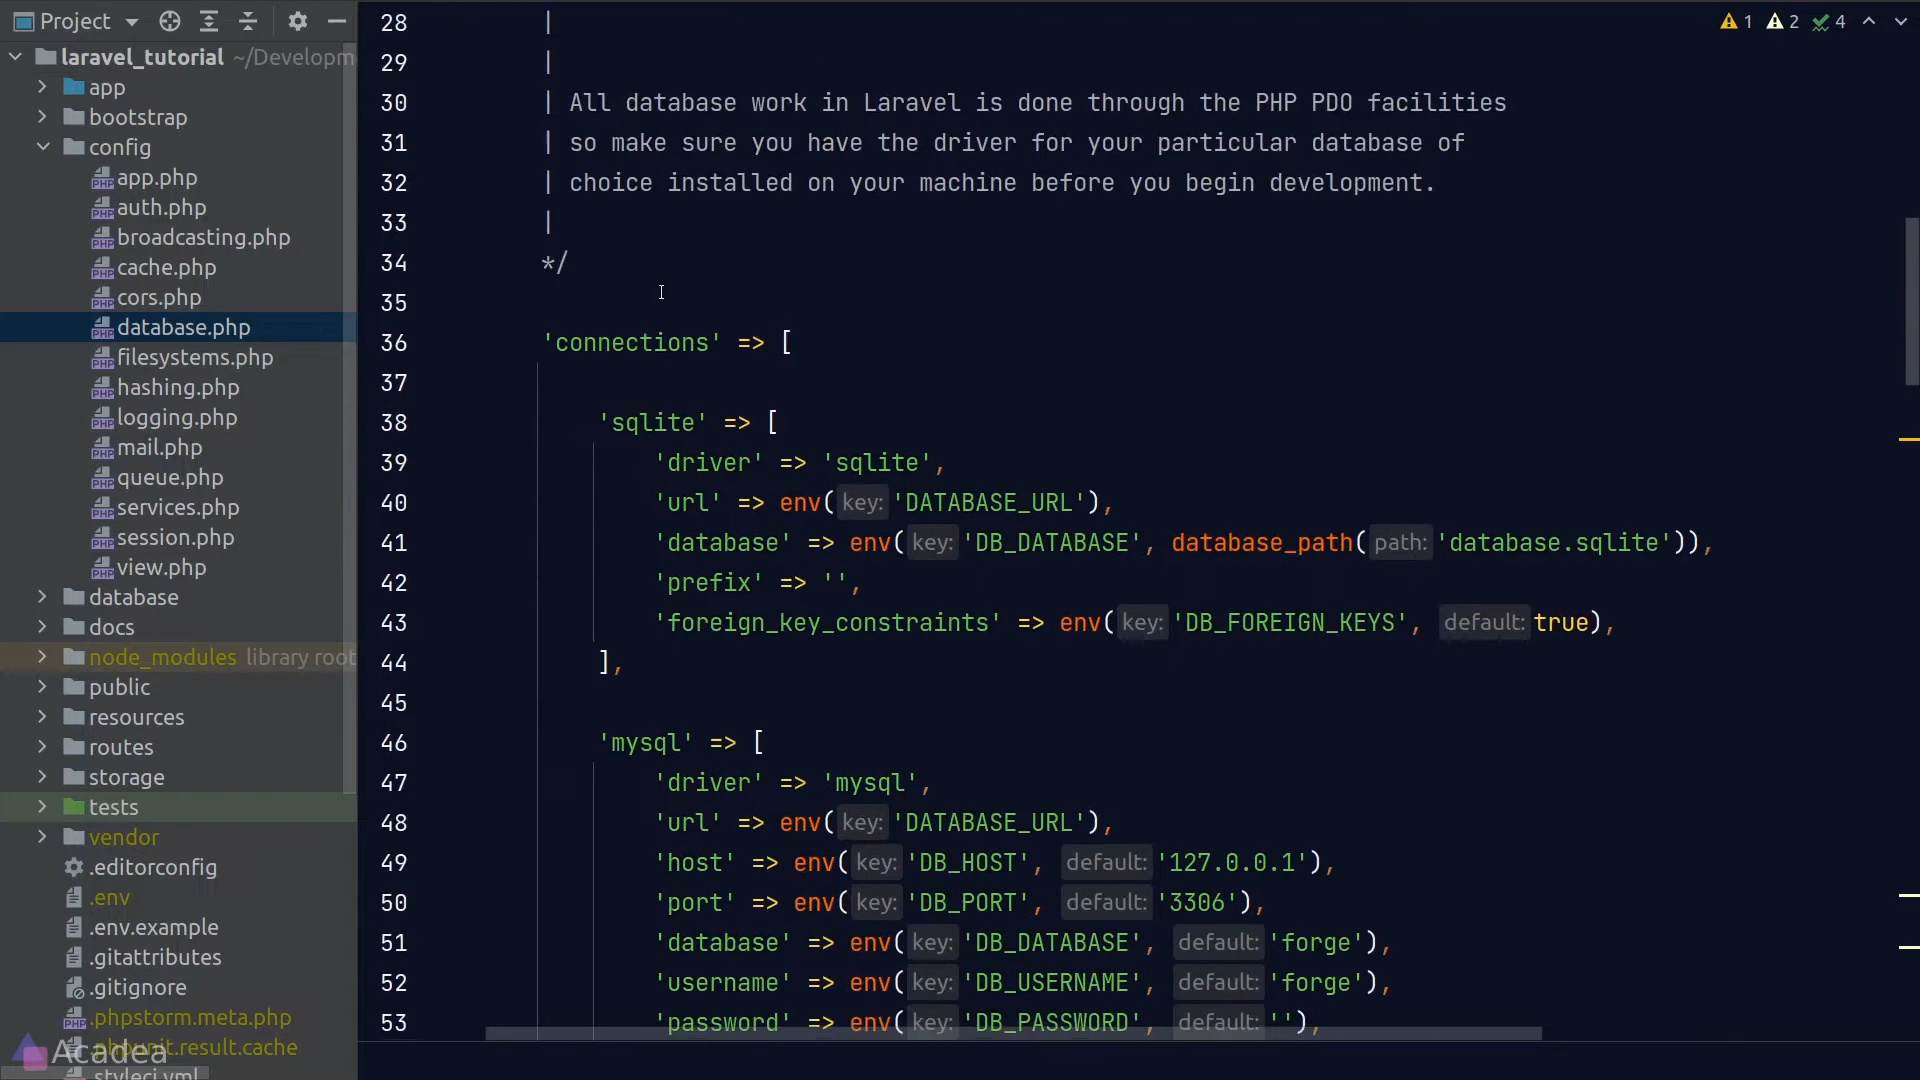 Project
laravel_tutorial ~/Developm
app
bootstrap
config
app.php
auth.php
broadcasting.php
cache.php
cors.php
database.php
filesystems.php
hashing.php
logging.php
mail.php
queue.php
services.php
session.php
view.php
database
docs
node_modules library root
public
resources
routes
storage
tests
vendor
.editorconfig
.env
.env.example
.gitattributes
.gitignore
.phpstorm.meta.php
.phpunit.result.cache
.styleci.yml
Acadea
1 2 4
28 |
29 |
30 | All database work in Laravel is done through the PHP PDO facilities
31 | so make sure you have the driver for your particular database of
32 | choice installed on your machine before you begin development.
33 |
34 */
35
36 'connections' => [
37
38 'sqlite' => [
39 'driver' => 'sqlite',
40 'url' => env( key: 'DATABASE_URL'),
41 'database' => env( key: 'DB_DATABASE', database_path( path: 'database.sqlite')),
42 'prefix' => '',
43 'foreign_key_constraints' => env( key: 'DB_FOREIGN_KEYS', default: true),
44 ],
45
46 'mysql' => [
47 'driver' => 'mysql',
48 'url' => env( key: 'DATABASE_URL'),
49 'host' => env( key: 'DB_HOST', default: '127.0.0.1'),
50 'port' => env( key: 'DB_PORT', default: '3306'),
51 'database' => env( key: 'DB_DATABASE', default: 'forge'),
52 'username' => env( key: 'DB_USERNAME', default: 'forge'),
53 'password' => env( key: 'DB_PASSWORD', default: ''),